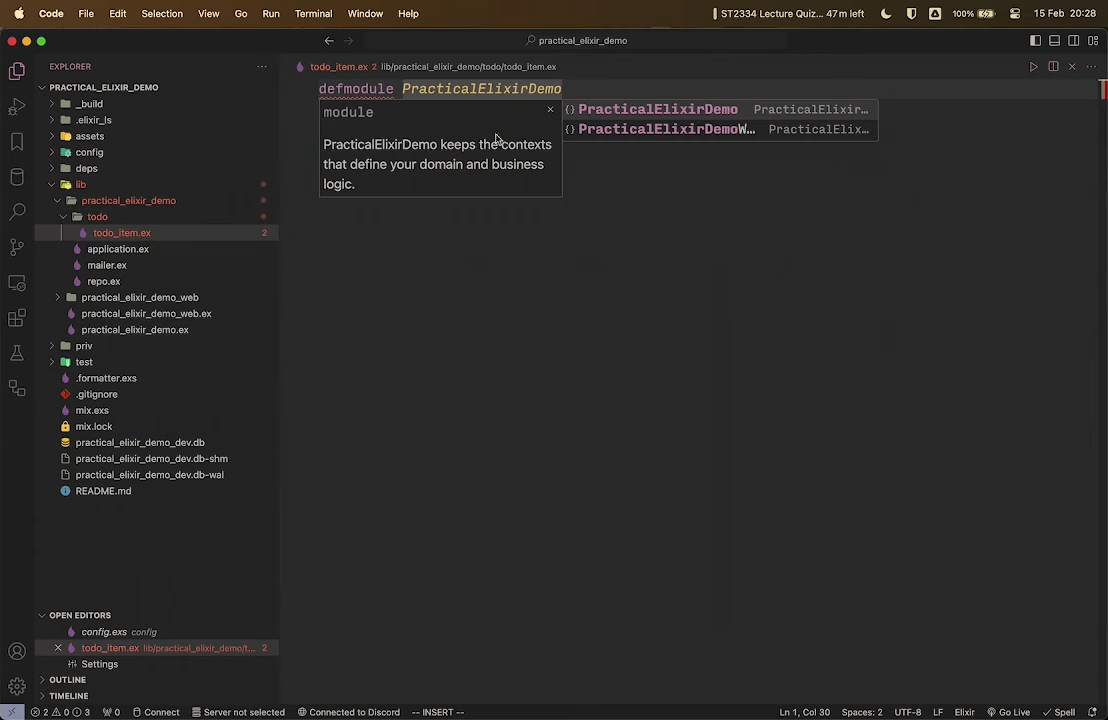 Code File Edit Selection View Go Run Terminal Window Help
ST2334 Lecture Quiz... 47m left 100% 15 Feb 20:28
practical_elixir_demo
EXPLORER
todo_item.ex 2 lib/practical_elixir_demo/todo/todo_item.ex
PRACTICAL_ELIXIR_DEMO
defmodule PracticalElixirDemo
_build
module
{} PracticalElixirDemo PracticalElixir...
.elixir_ls
{} PracticalElixirDemoW... PracticalElix...
assets
PracticalElixirDemo keeps the contexts
config
that define your domain and business
deps
logic.
lib
practical_elixir_demo
todo
todo_item.ex 2
application.ex
mailer.ex
repo.ex
practical_elixir_demo_web
practical_elixir_demo_web.ex
practical_elixir_demo.ex
priv
test
.formatter.exs
.gitignore
mix.exs
mix.lock
practical_elixir_demo_dev.db
practical_elixir_demo_dev.db-shm
practical_elixir_demo_dev.db-wal
README.md
OPEN EDITORS
config.exs config
todo_item.ex lib/practical_elixir_demo/t... 2
Settings
OUTLINE
TIMELINE
2 0 3 0 Connect Server not selected Connected to Discord -- INSERT -- Ln 1, Col 30 Spaces: 2 UTF-8 LF Elixir Go Live Spell